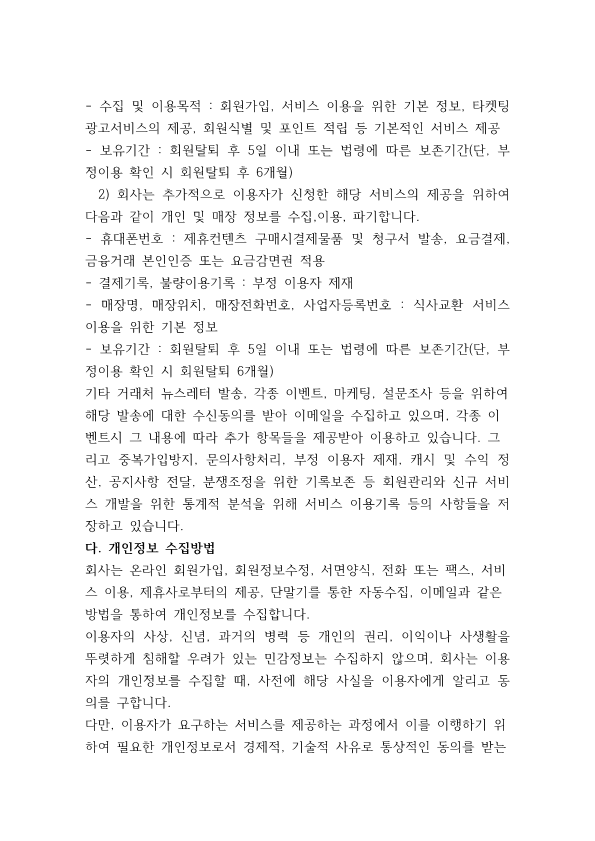 - 수집 및 이용목적 : 회원가입, 서비스 이용을 위한 기본 정보, 타켓팅
광고서비스의 제공, 회원식별 및 포인트 적립 등 기본적인 서비스 제공
- 보유기간 : 회원탈퇴 후 5일 이내 또는 법령에 따른 보존기간(단, 부
정이용 확인 시 회원탈퇴 후 6개월)
2) 회사는 추가적으로 이용자가 신청한 해당 서비스의 제공을 위하여
다음과 같이 개인 및 매장 정보를 수집,이용, 파기합니다.
- 휴대폰번호 : 제휴컨텐츠 구매시결제물품 및 청구서 발송, 요금결제,
금융거래 본인인증 또는 요금감면권 적용
- 결제기록, 불량이용기록 : 부정 이용자 제재
- 매장명, 매장위치, 매장전화번호, 사업자등록번호 : 식사교환 서비스
이용을 위한 기본 정보
- 보유기간 : 회원탈퇴 후 5일 이내 또는 법령에 따른 보존기간(단, 부
정이용 확인 시 회원탈퇴 6개월)
기타 거래처 뉴스레터 발송, 각종 이벤트, 마케팅, 설문조사 등을 위하여
해당 발송에 대한 수신동의를 받아 이메일을 수집하고 있으며, 각종 이
벤트시 그 내용에 따라 추가 항목들을 제공받아 이용하고 있습니다. 그
리고 중복가입방지, 문의사항처리, 부정 이용자 제재, 캐시 및 수익 정
산, 공지사항 전달, 분쟁조정을 위한 기록보존 등 회원관리와 신규 서비
스 개발을 위한 통계적 분석을 위해 서비스 이용기록 등의 사항들을 저
장하고 있습니다.
다. 개인정보 수집방법
회사는 온라인 회원가입, 회원정보수정, 서면양식, 전화 또는 팩스, 서비
스 이용, 제휴사로부터의 제공, 단말기를 통한 자동수집, 이메일과 같은
방법을 통하여 개인정보를 수집합니다.
이용자의 사상, 신념, 과거의 병력 등 개인의 권리, 이익이나 사생활을
뚜렷하게 침해할 우려가 있는 민감정보는 수집하지 않으며, 회사는 이용
자의 개인정보를 수집할 때, 사전에 해당 사실을 이용자에게 알리고 동
의를 구합니다.
다만, 이용자가 요구하는 서비스를 제공하는 과정에서 이를 이행하기 위
하여 필요한 개인정보로서 경제적, 기술적 사유로 통상적인 동의를 받는